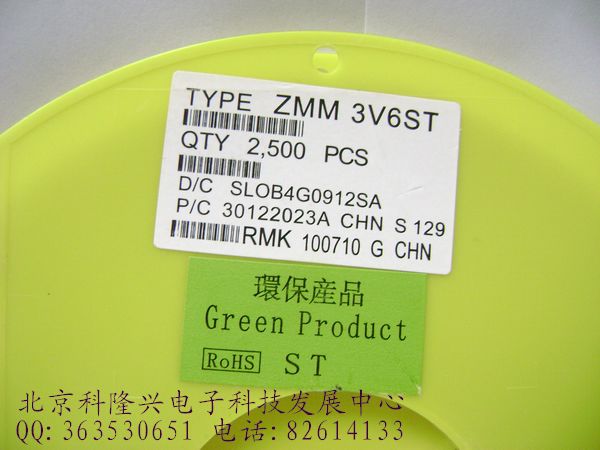 TYPE ZMM 3V6ST
QTY 2,500 PCS
D/C SLOB4G0912SA
P/C 30122023A CHN S 129
RMK 100710 G CHN
環保産品
Green Product
RoHS ST
北京科隆兴电子科技发展中心
QQ:363530651 电话:82614133